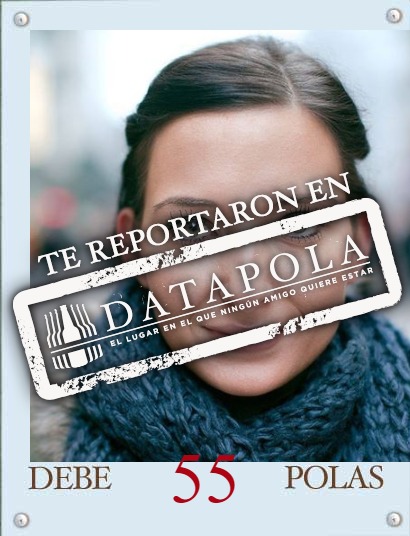 TE REPORTARON EN
DATAPOLA
EL LUGAR EN EL QUE NINGÚN AMIGO QUIERE ESTAR
DEBE 55 POLAS